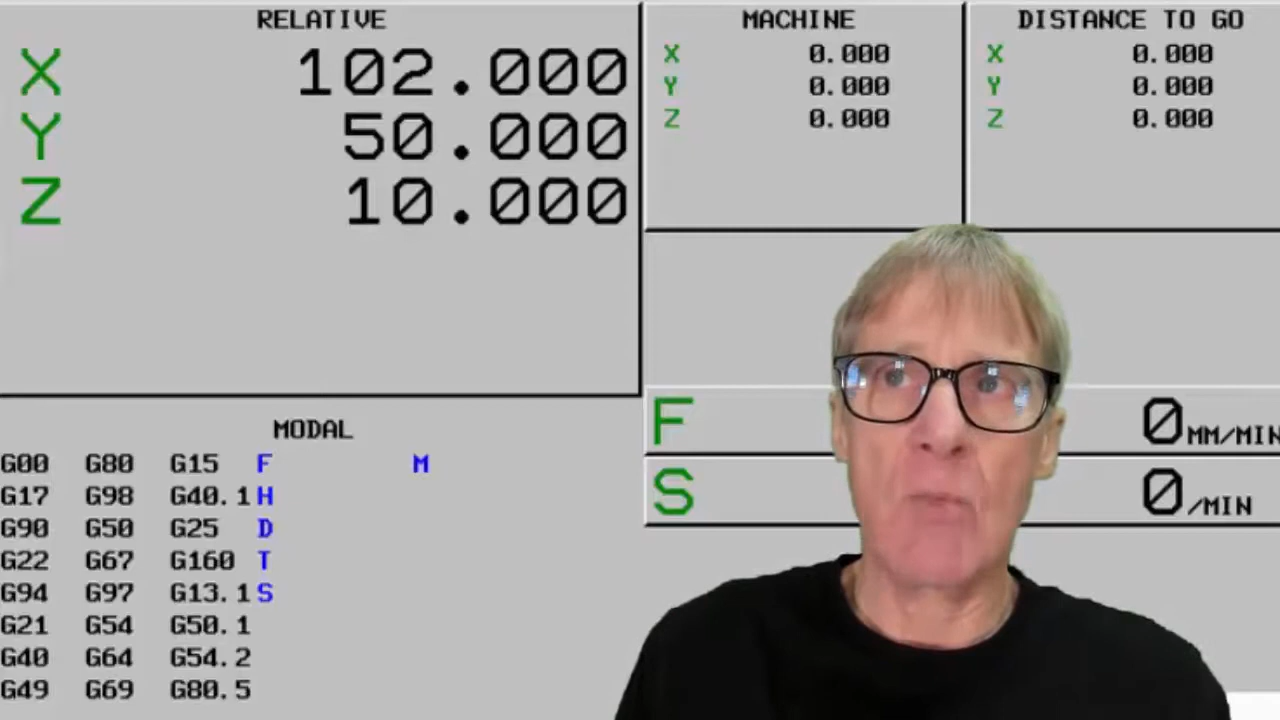 RELATIVE
X 102.000
Y 50.000
Z 10.000
MACHINE
X 0.000
Y 0.000
Z 0.000
DISTANCE TO GO
X 0.000
Y 0.000
Z 0.000
F 0 MM/MIN
S 0 /MIN
MODAL
G00 G80 G15 F M
G17 G98 G40.1 H
G90 G50 G25 D
G22 G67 G160 T
G94 G97 G13.1 S
G21 G54 G50.1
G40 G64 G54.2
G49 G69 G80.5